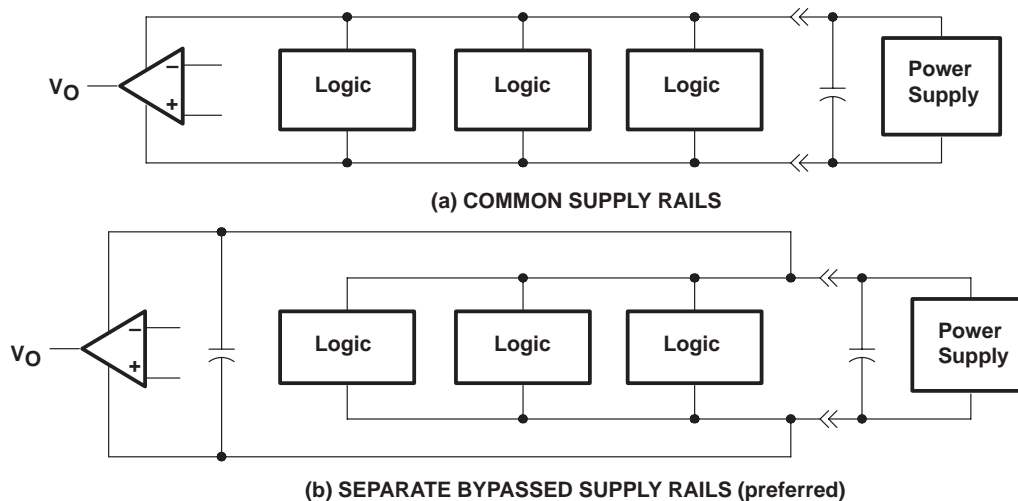 Logic
Logic
Logic
Power
Supply
VO
−
+
(a) COMMON SUPPLY RAILS
Logic
Logic
Logic
Power
Supply
VO
−
+
(b) SEPARATE BYPASSED SUPPLY RAILS (preferred)